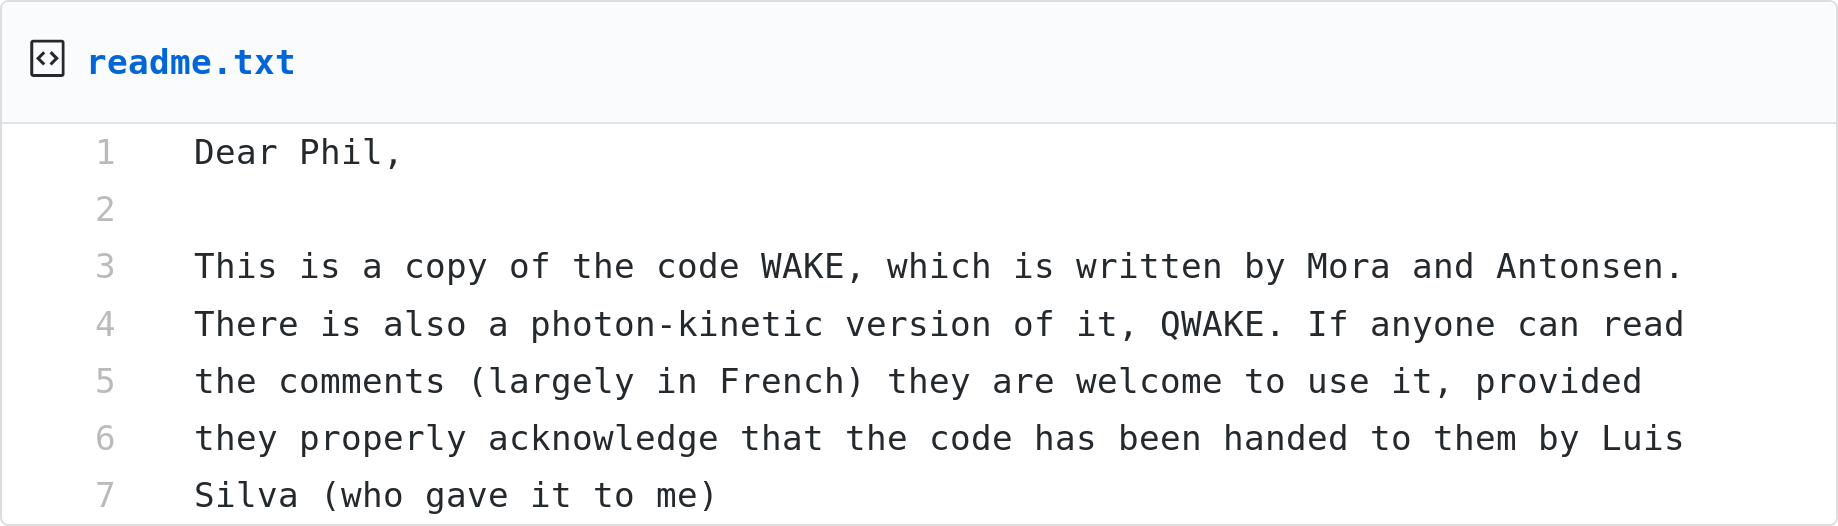 readme.txt
1 Dear Phil,
2
3 This is a copy of the code WAKE, which is written by Mora and Antonsen.
4 There is also a photon-kinetic version of it, QWAKE. If anyone can read
5 the comments (largely in French) they are welcome to use it, provided
6 they properly acknowledge that the code has been handed to them by Luis
7 Silva (who gave it to me)